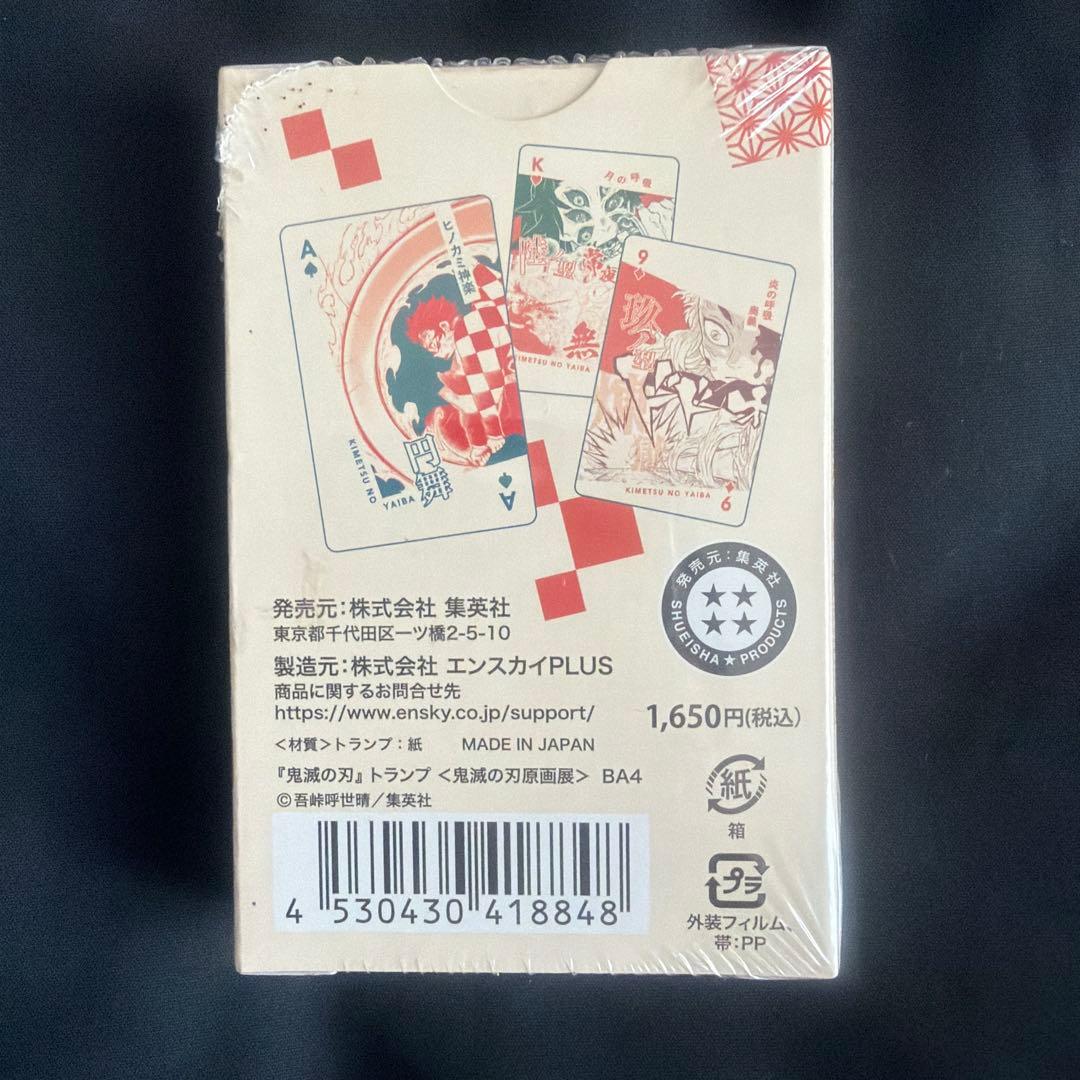 A
ヒノカミ神楽
円舞
KIMETSU NO
YAIBA
A
K
月の呼吸
無
KIMETSU NO YAIBA
9
炎の呼吸
奥義
玖ノ型
KIMETSU NO YAIBA
9
発売元:集英社
SHUEISHA★PRODUCTS
発売元:株式会社 集英社
東京都千代田区一ツ橋2-5-10
製造元:株式会社 エンスカイPLUS
商品に関するお問合せ先
https://www.ensky.co.jp/support/
1,650円(税込)
<材質>トランプ:紙 MADE IN JAPAN
『鬼滅の刃』トランプ <鬼滅の刃原画展> BA4
©吾峠呼世晴/集英社
紙
箱
プラ
外装フィルム、
帯:PP
4 530430 418848